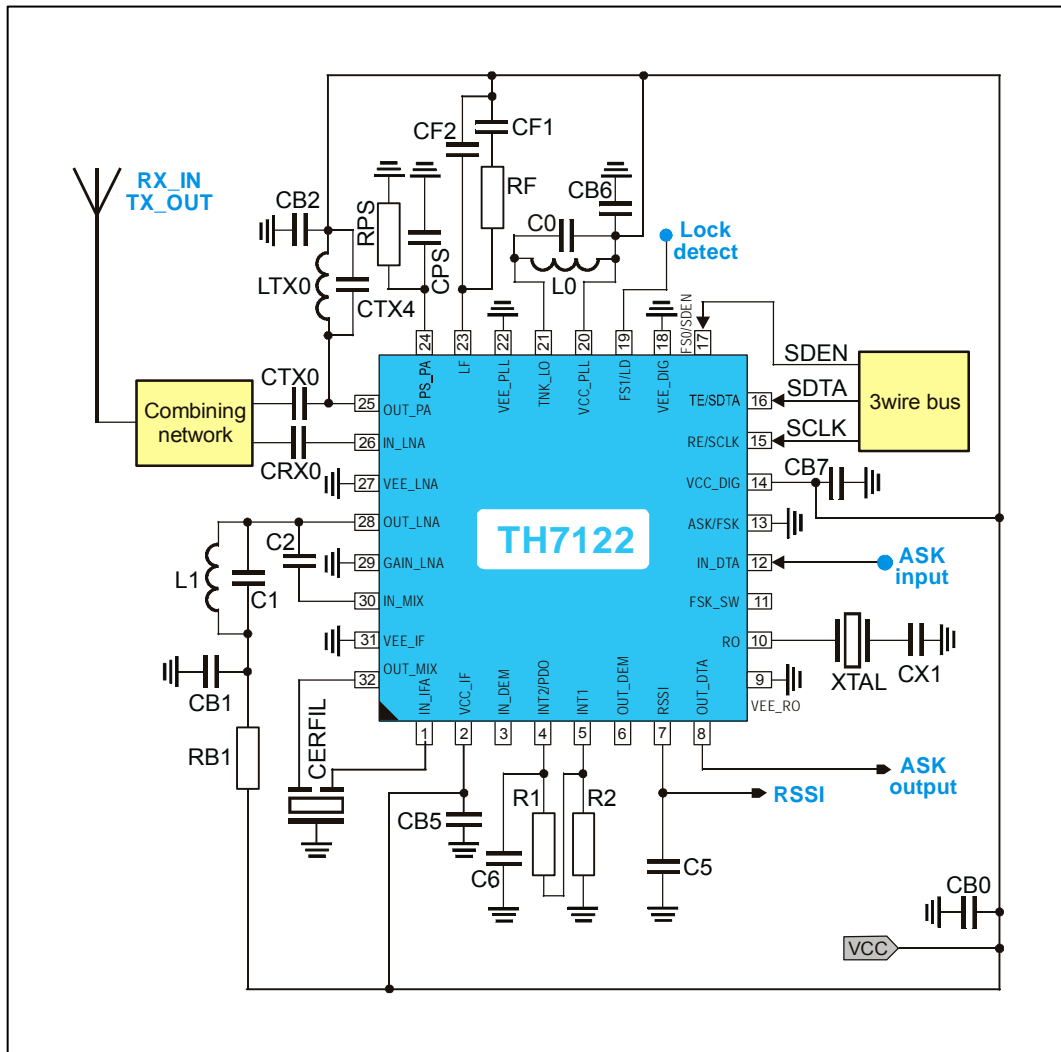 CF2
CF1
RX_IN
TX_OUT
CB2
RPS
CPS
RF
CB6
C0
Lock
detect
LTX0
CTX4
L0
24
23
22
21
20
19
18
17
FS0/SDEN
PS_PA
LF
VEE_PLL
TNK_LO
VCC_PLL
FS1/LD
VEE_DIG
SDEN
CTX0
25
OUT_PA
TE/SDTA
16
SDTA
3wire bus
Combining
network
26
IN_LNA
RE/SCLK
15
SCLK
CRX0
27
VEE_LNA
VCC_DIG
14
CB7
28
OUT_LNA
ASK/FSK
13
C2
TH7122
L1
C1
29
GAIN_LNA
IN_DTA
12
ASK
input
30
IN_MIX
FSK_SW
11
31
VEE_IF
RO
10
XTAL
CX1
CB1
32
OUT_MIX
9
VEE_RO
IN_IFA
VCC_IF
IN_DEM
INT2/PDO
INT1
OUT_DEM
RSSI
OUT_DTA
1
2
3
4
5
6
7
8
RB1
CERFIL
ASK
output
RSSI
CB5
R1
R2
C6
C5
CB0
VCC